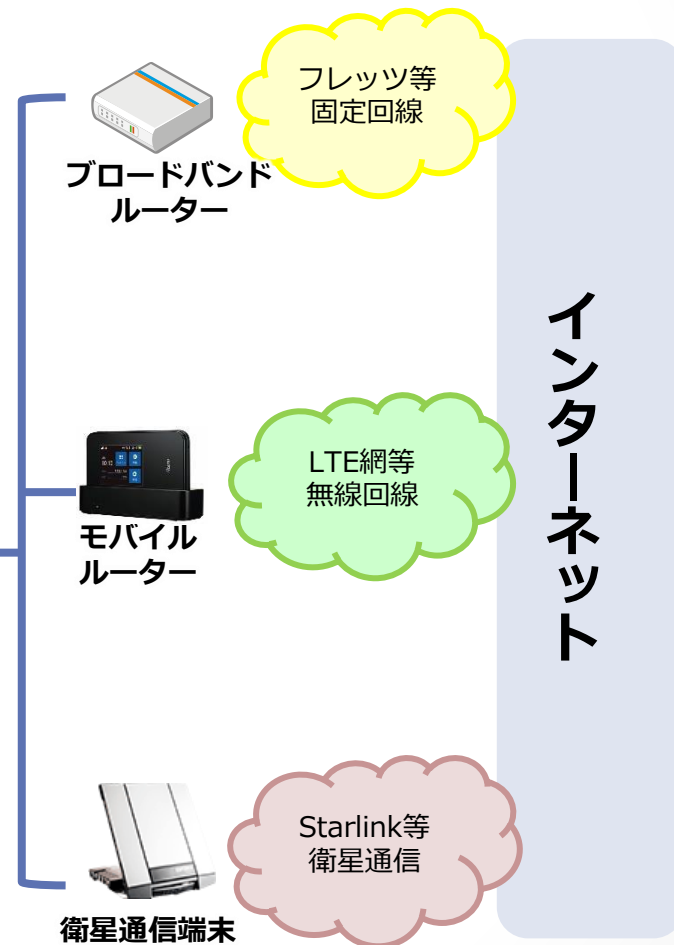 フレッツ等
固定回線
ブロードバンド
ルーター
インターネット
LTE網等
無線回線
モバイル
ルーター
Starlink等
衛星通信
衛星通信端末